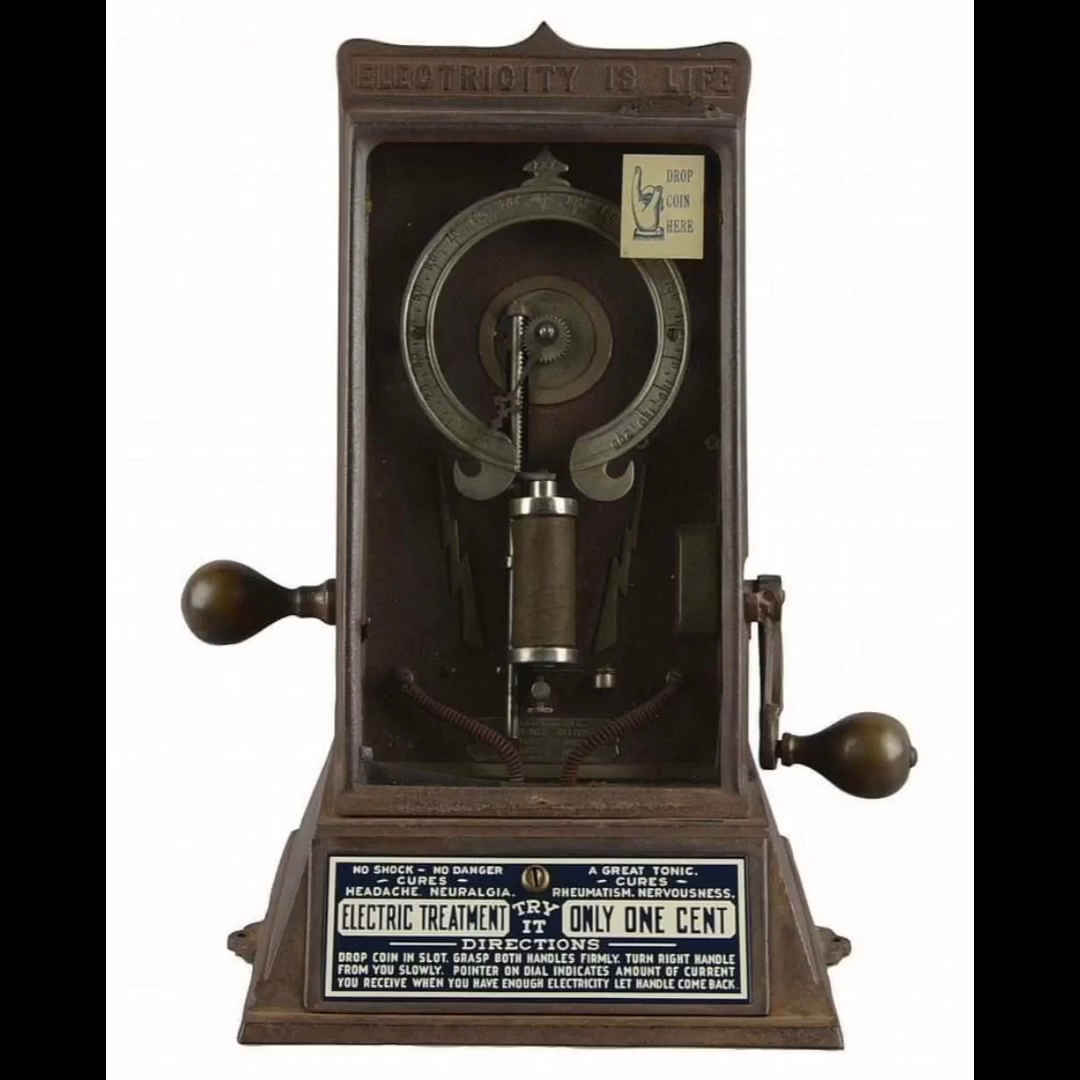 ELECTRICITY IS LIFE
DROP
COIN
HERE
NO SHOCK ~ NO DANGER
~ CURES ~
HEADACHE. NEURALGIA.
A GREAT TONIC.
~ CURES ~
RHEUMATISM. NERVOUSNESS.
ELECTRIC TREATMENT
TRY
IT
ONLY ONE CENT
DIRECTIONS
DROP COIN IN SLOT. GRASP BOTH HANDLES FIRMLY. TURN RIGHT HANDLE
FROM YOU SLOWLY. POINTER ON DIAL INDICATES AMOUNT OF CURRENT
YOU RECEIVE WHEN YOU HAVE ENOUGH ELECTRICITY LET HANDLE COME BACK.